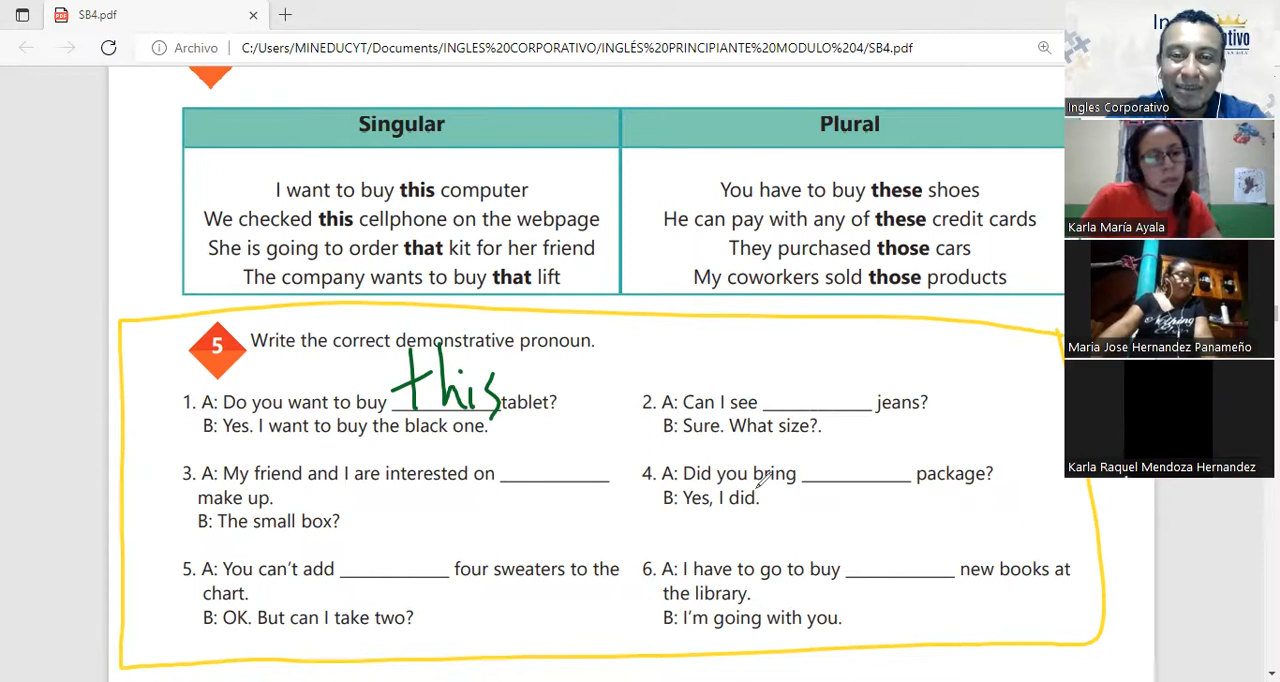 SB4.pdf
Archivo
C:/Users/MINEDUCYT/Documents/INGLES%20CORPORATIVO/INGLÉS%20PRINCIPIANTE%20MODULO%204/SB4.pdf
Singular
Plural
I want to buy this computer
We checked this cellphone on the webpage
She is going to order that kit for her friend
The company wants to buy that lift
You have to buy these shoes
He can pay with any of these credit cards
They purchased those cars
My coworkers sold those products
5 Write the correct demonstrative pronoun.
1. A: Do you want to buy this tablet?
B: Yes. I want to buy the black one.
2. A: Can I see ___________ jeans?
B: Sure. What size?.
3. A: My friend and I are interested on ___________
make up.
B: The small box?
4. A: Did you bring ___________ package?
B: Yes, I did.
5. A: You can’t add ___________ four sweaters to the
chart.
B: OK. But can I take two?
6. A: I have to go to buy ___________ new books at
the library.
B: I’m going with you.
Ingles Corporativo
Karla María Ayala
Maria Jose Hernandez Panameño
Karla Raquel Mendoza Hernandez